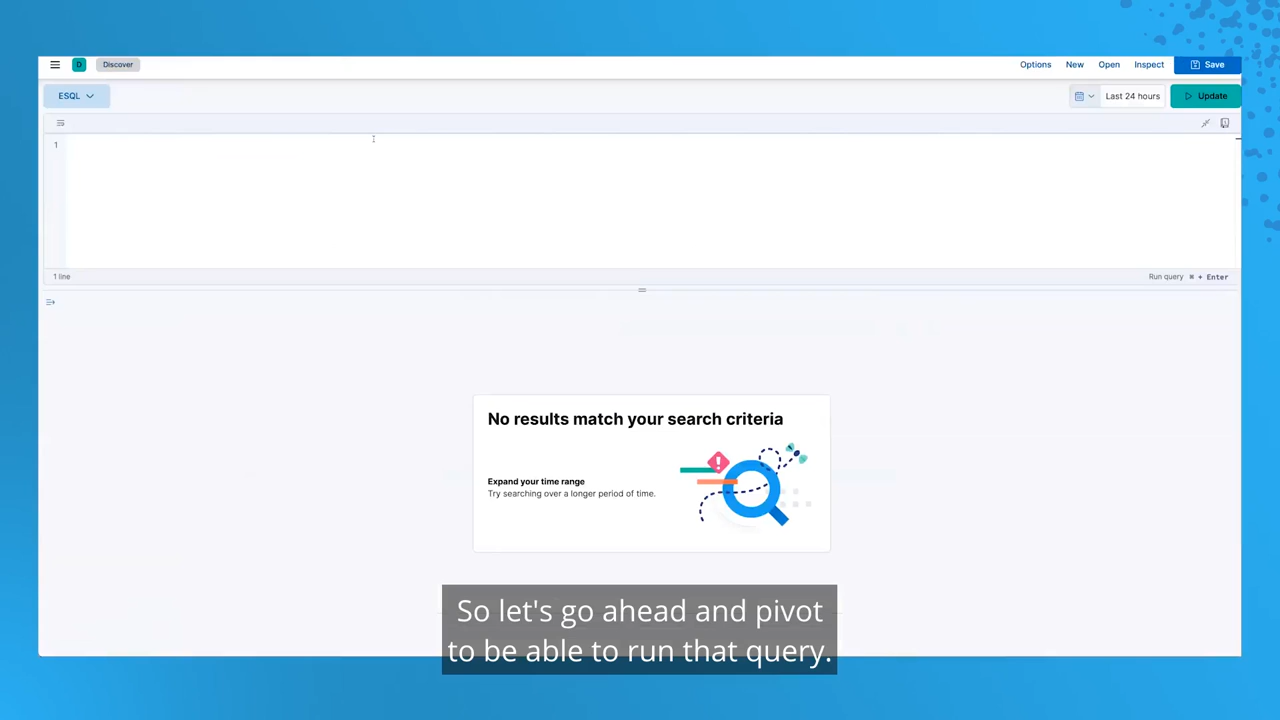 D Discover Options New Open Inspect Save
ESQL Last 24 hours Update
1
1 line Run query ⌘ + Enter
No results match your search criteria
Expand your time range
Try searching over a longer period of time.
So let's go ahead and pivot
to be able to run that query.